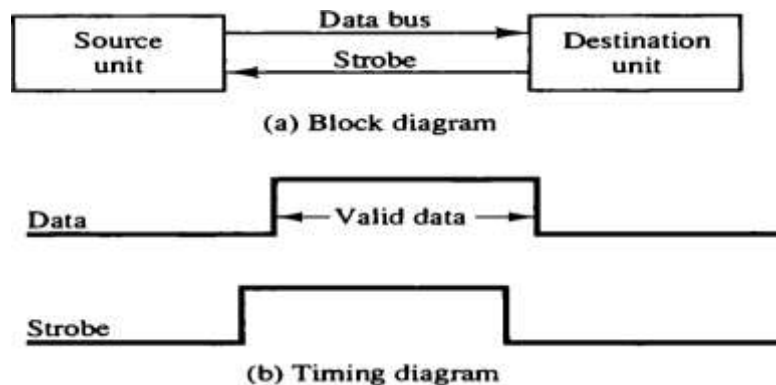 Source
unit
Data bus
Strobe
Destination
unit
(a) Block diagram
Data
Valid data
Strobe
(b) Timing diagram